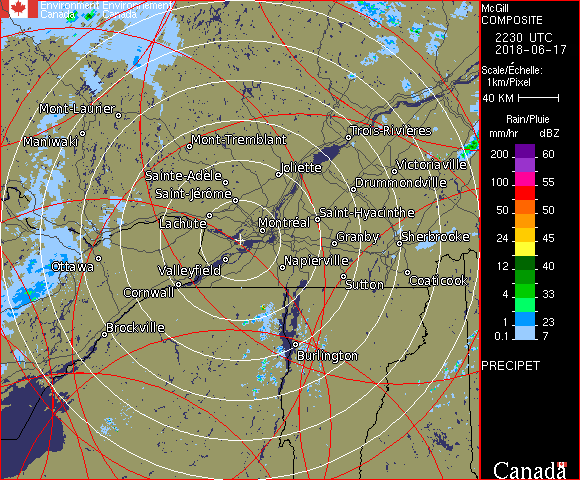 Environment Environnement
Canada Canada
McGill
COMPOSITE
2230 UTC
2018-06-17
Scale/Échelle:
1km/Pixel
40 KM
Rain/Pluie
mm/hr dBZ
200 60
55
100 55
50 50
24 45
12 40
4 33
2 30
1 23
0.1 7
PRECIPET
Canada
Mont-Laurier
Maniwaki
Mont-Tremblant
Trois-Rivières
Joliette
Victoriaville
Sainte-Adèle
Drummondville
Saint-Jérôme
Lachute
Montréal
Saint-Hyacinthe
Granby
Sherbrooke
Ottawa
Valleyfield
Napierville
Cornwall
Sutton
Coaticook
Brockville
Burlington